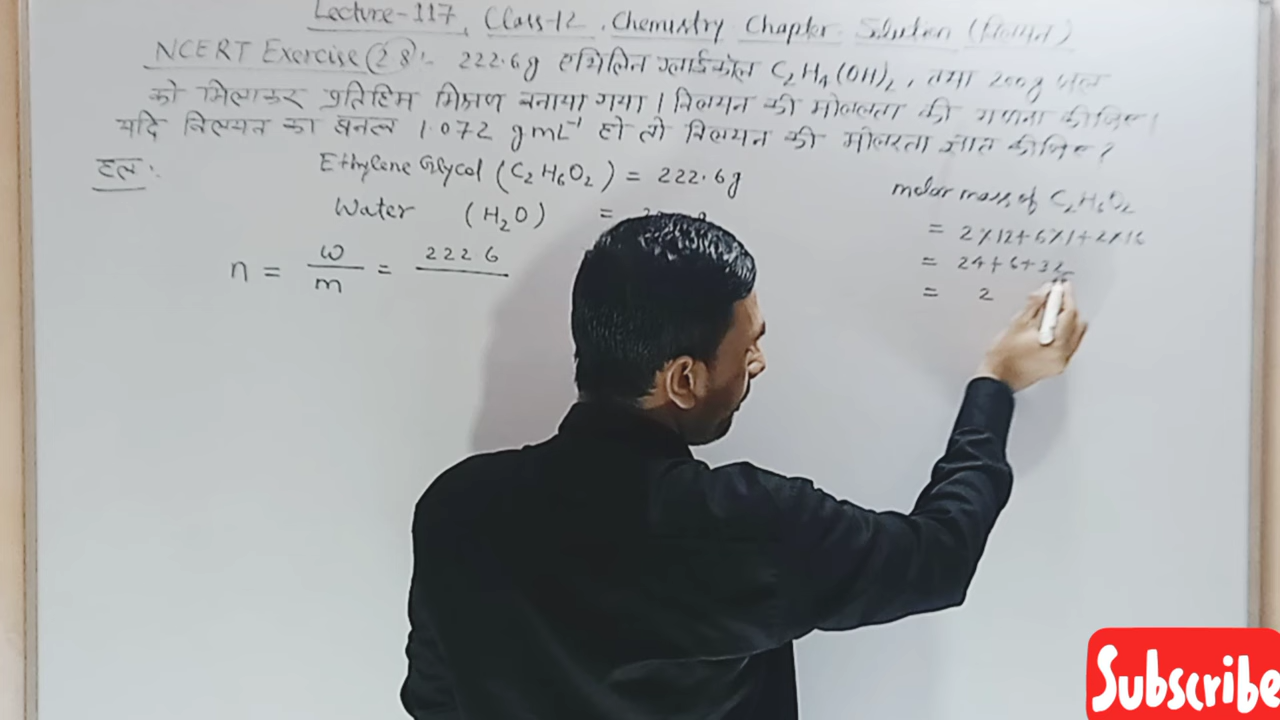 Lecture-117, Class-12. Chemistry Chapter. Solution (विलयन)
NCERT Exercise (2.8):- 222.6g एथिलिन ग्लाईकॉल C₂H₄(OH)₂, तथा 200g जल
को मिलाकर प्रतिहिम मिश्रण बनाया गया। विलयन की मोललता की गणना कीजिए।
यदि विलयन का घनत्व 1.072 g mL⁻¹ हो तो विलयन की मोलरता ज्ञात कीजिए?
हल:
Ethylene Glycol (C₂H₆O₂) = 222.6g
Water (H₂O) =
n = w/m = 222 6
molar mass of C₂H₆O₂
= 2×12+6×1+2×16
= 24+6+32
= 2
Subscribe